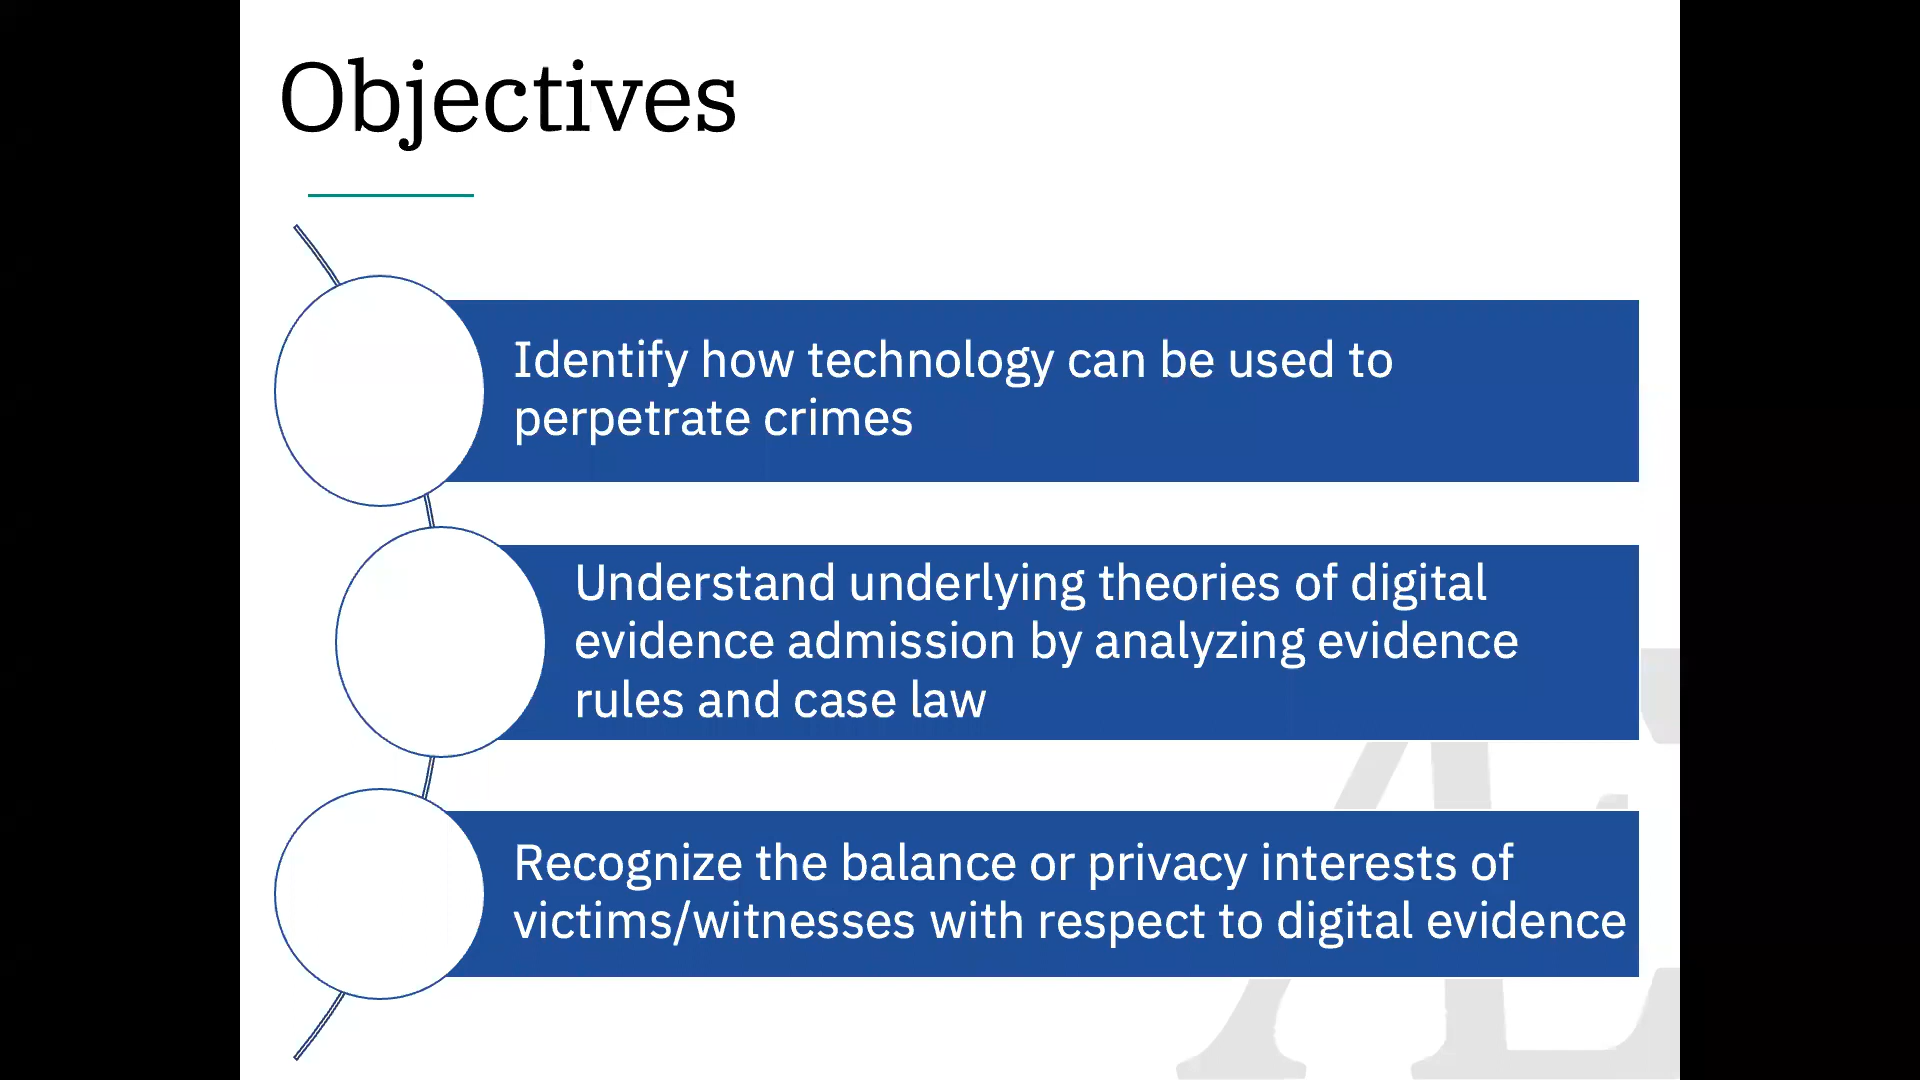 Objectives
Identify how technology can be used to
perpetrate crimes
Understand underlying theories of digital
evidence admission by analyzing evidence
rules and case law
Recognize the balance or privacy interests of
victims/witnesses with respect to digital evidence
Æ